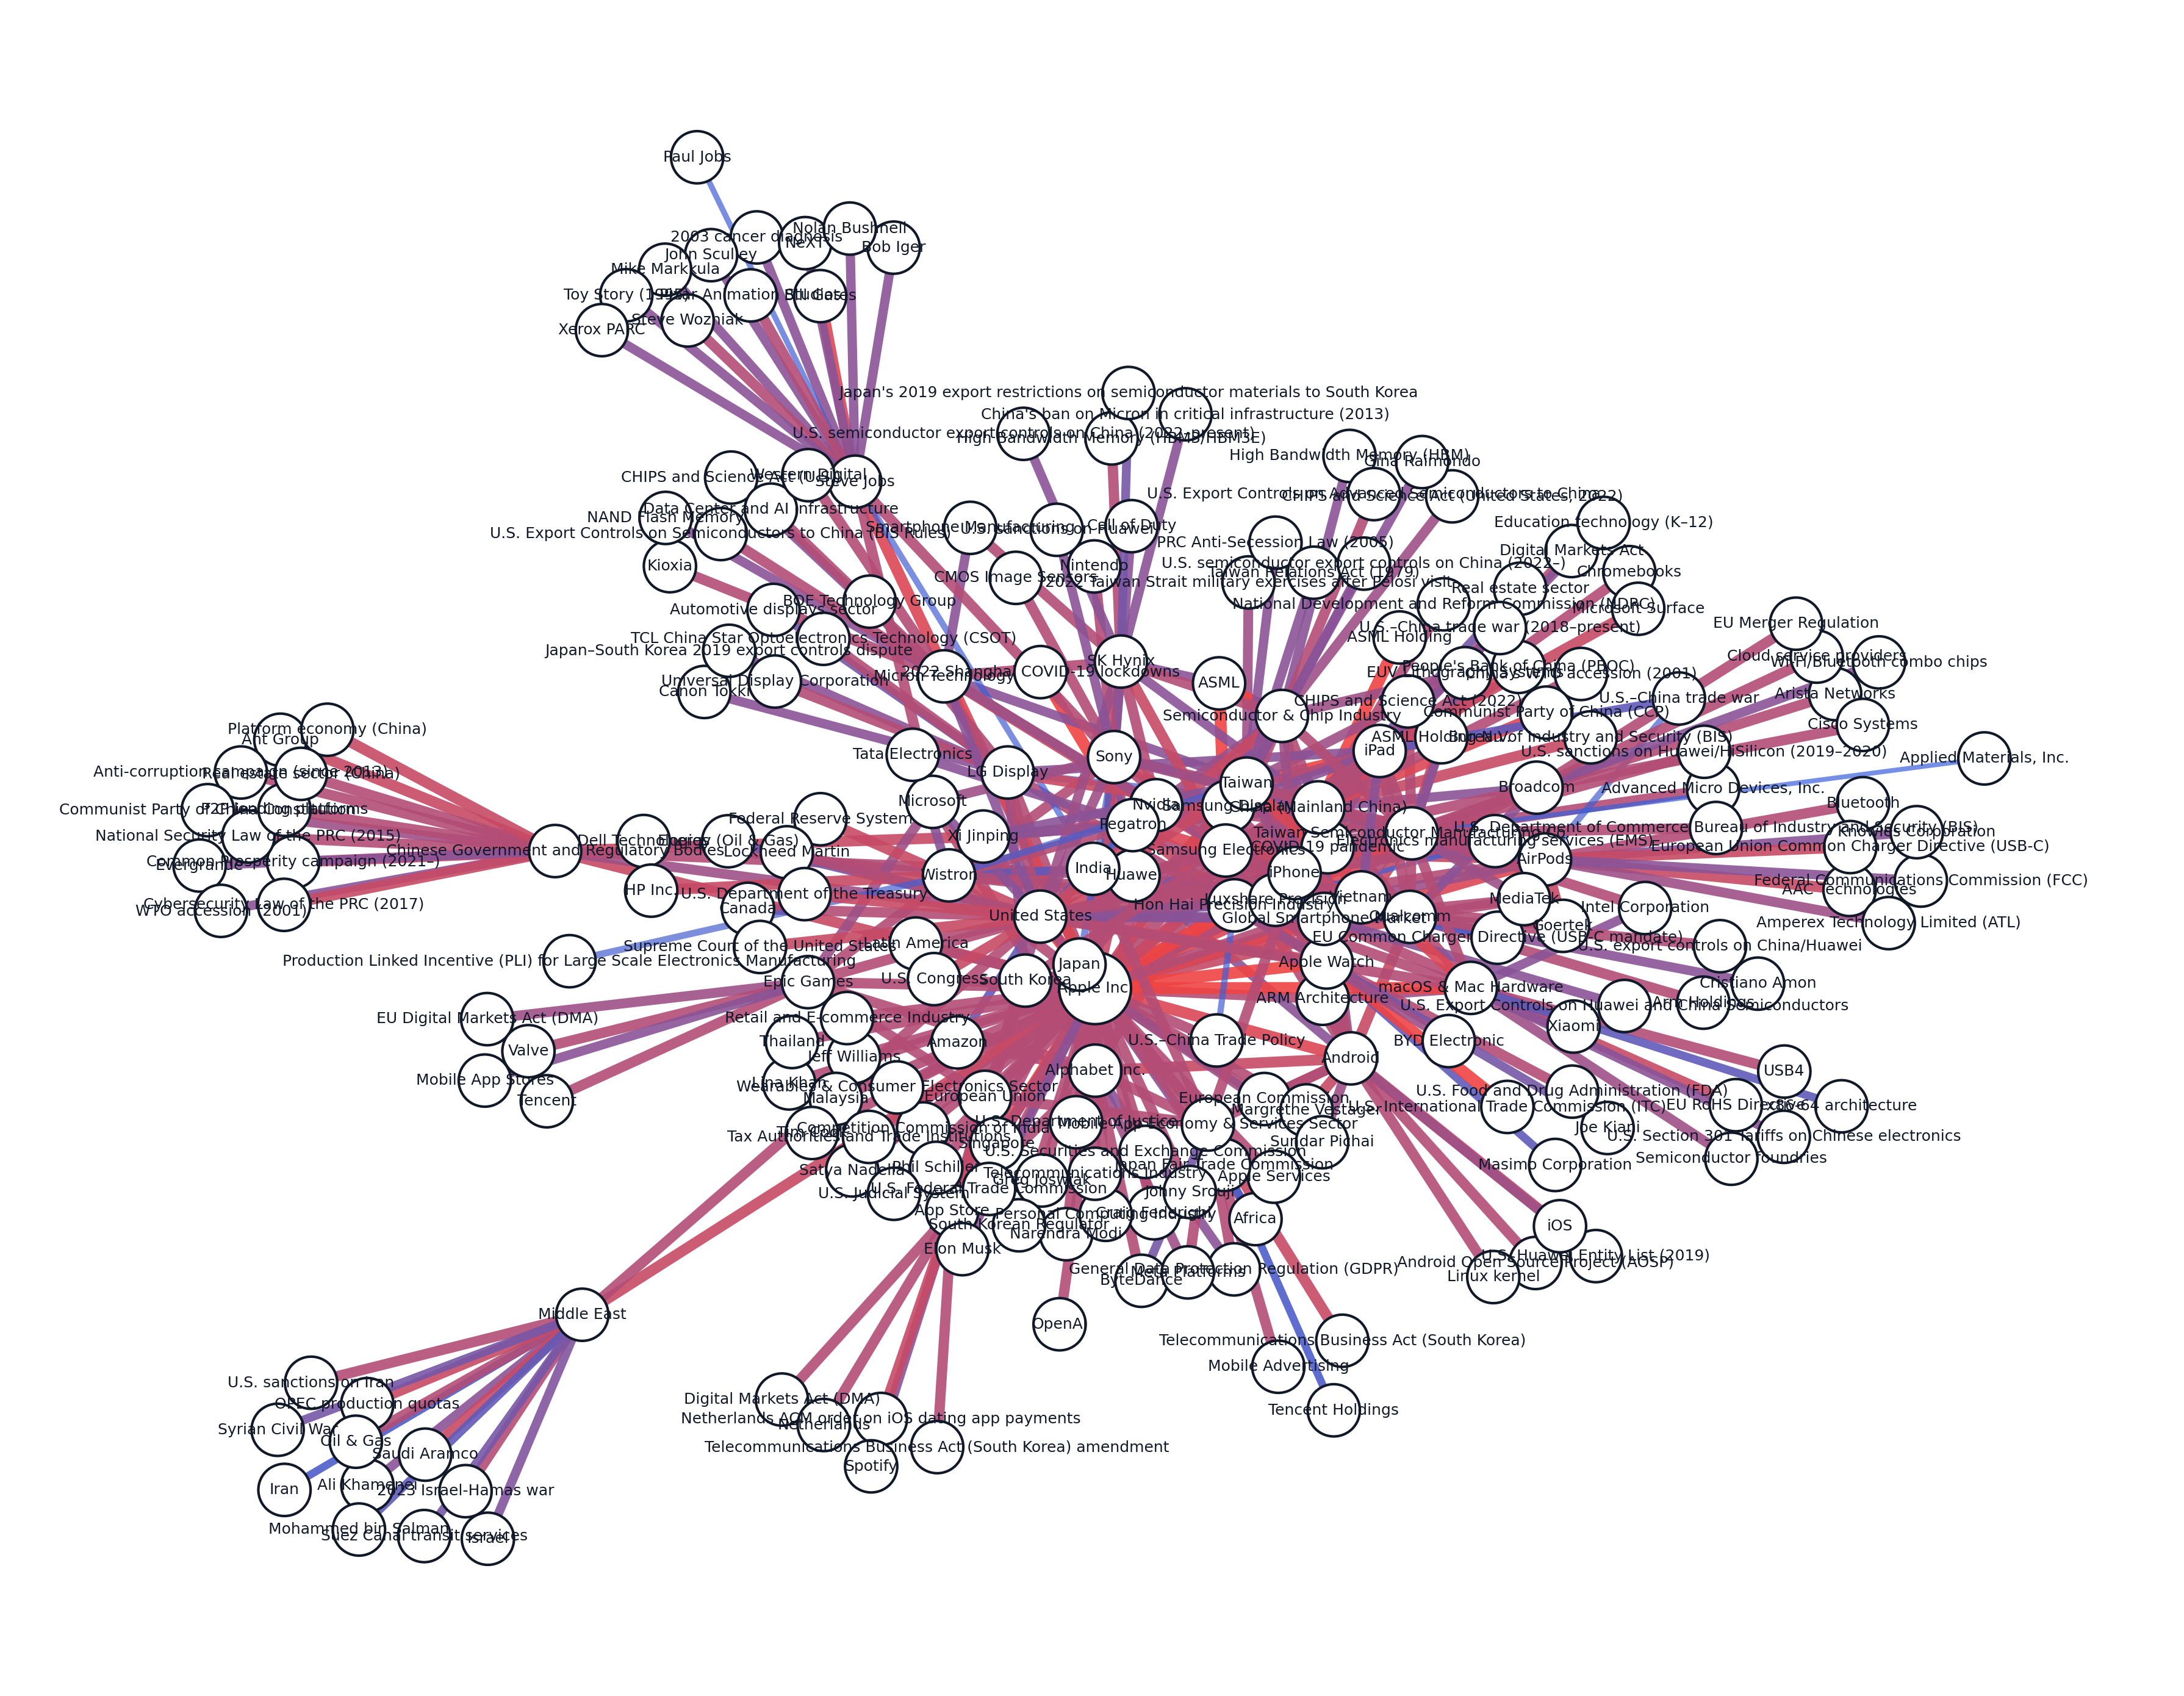 Paul Jobs
Nolan Bushnell
2003 cancer diagnosis
NeXT
Bob Iger
John Sculley
Mike Markkula
Toy Story (1995)
Pixar Animation Studios
Bill Gates
Steve Wozniak
Xerox PARC
Japan's 2019 export restrictions on semiconductor materials to South Korea
China's ban on Micron in critical infrastructure (2013)
U.S. semiconductor export controls on China (2022–present)
High Bandwidth Memory (HBM3/HBM3E)
High Bandwidth Memory (HBM)
Gina Raimondo
CHIPS and Science Act (U.S.)
Western Digital
Steve Jobs
U.S. Export Controls on Advanced Semiconductors to China
CHIPS and Science Act (United States, 2022)
Data Center and AI Infrastructure
NAND Flash Memory
U.S. Export Controls on Semiconductors to China (BIS Rules)
Smartphone Manufacturing
U.S. sanctions on Huawei
Call of Duty
Education technology (K–12)
PRC Anti-Secession Law (2005)
Digital Markets Act
Kioxia
Nintendo
U.S. semiconductor export controls on China (2022–)
Taiwan Relations Act (1979)
Chromebooks
CMOS Image Sensors
2022 Taiwan Strait military exercises after Pelosi visit
Real estate sector
BOE Technology Group
Automotive displays sector
National Development and Reform Commission (NDRC)
Microsoft Surface
EU Merger Regulation
U.S.–China trade war (2018–present)
TCL China Star Optoelectronics Technology (CSOT)
ASML Holding
Japan–South Korea 2019 export controls dispute
Cloud service providers
Wi-Fi/Bluetooth combo chips
SK Hynix
People's Bank of China (PBOC)
2022 Shanghai COVID-19 lockdowns
EUV Lithography Systems
China's WTO accession (2001)
Micron Technology
Universal Display Corporation
ASML
Canon Tokki
Arista Networks
U.S.–China trade war
CHIPS and Science Act (2022)
Semiconductor & Chip Industry
Communist Party of China (CCP)
Cisco Systems
Platform economy (China)
Ant Group
ASML Holding N.V.
Bureau of Industry and Security (BIS)
iPad
U.S. sanctions on Huawei/HiSilicon (2019–2020)
Tata Electronics
Sony
Applied Materials, Inc.
Anti-corruption campaign (since 2013)
Real estate sector (China)
LG Display
Taiwan
Broadcom
Advanced Micro Devices, Inc.
Microsoft
Nvidia
Samsung Display
China (Mainland China)
Bluetooth
Communist Party of China Constitution
P2P lending platforms
Federal Reserve System
Pegatron
U.S. Department of Commerce Bureau of Industry and Security (BIS)
Knowles Corporation
National Security Law of the PRC (2015)
Xi Jinping
Taiwan Semiconductor Manufacturing
Dell Technologies
Energy (Oil & Gas)
Electronics manufacturing services (EMS)
Chinese Government and Regulatory Bodies
Lockheed Martin
Samsung Electronics
COVID-19 pandemic
European Union Common Charger Directive (USB-C)
AirPods
Common Prosperity campaign (2021–)
Evergrande
India
Huawei
iPhone
Wistron
Federal Communications Commission (FCC)
HP Inc.
U.S. Department of the Treasury
AAC Technologies
Luxshare Precision
Vietnam
MediaTek
Cybersecurity Law of the PRC (2017)
WTO accession (2001)
Canada
Hon Hai Precision Industry
Intel Corporation
United States
Global Smartphone Market
Qualcomm
Goertek
Amperex Technology Limited (ATL)
EU Common Charger Directive (USB-C mandate)
Supreme Court of the United States
Latin America
U.S. export controls on China/Huawei
Production Linked Incentive (PLI) for Large Scale Electronics Manufacturing
Japan
Apple Watch
Epic Games
U.S. Congress
South Korea
Cristiano Amon
Apple Inc.
macOS & Mac Hardware
ARM Architecture
Arm Holdings
U.S. Export Controls on Huawei and China Semiconductors
EU Digital Markets Act (DMA)
Retail and E-commerce Industry
Xiaomi
Thailand
Amazon
U.S.–China Trade Policy
BYD Electronic
Valve
Jeff Williams
Android
Alphabet Inc.
USB4
Mobile App Stores
Lina Khan
Wearables & Consumer Electronics Sector
U.S. Food and Drug Administration (FDA)
Tencent
Malaysia
European Union
European Commission
Margrethe Vestager
U.S. International Trade Commission (ITC)
EU RoHS Directive
x86-64 architecture
U.S. Department of Justice
Mobile App Economy & Services Sector
Joe Kiani
Tim Cook
Competition Commission of India
Tax Authorities and Trade Institutions
U.S. Section 301 Tariffs on Chinese electronics
Singapore
Sundar Pichai
U.S. Securities and Exchange Commission
Semiconductor foundries
Satya Nadella
Phil Schiller
Japan Fair Trade Commission
Masimo Corporation
Telecommunications Industry
Apple Services
Greg Joswiak
U.S. Judicial System
U.S. Federal Trade Commission
Johny Srouji
App Store
Personal Computing Industry
Craig Federighi
Africa
South Korean Regulator
Narendra Modi
iOS
Elon Musk
U.S. Huawei Entity List (2019)
Android Open Source Project (AOSP)
General Data Protection Regulation (GDPR)
Meta Platforms
ByteDance
Linux kernel
Middle East
OpenAI
Telecommunications Business Act (South Korea)
Mobile Advertising
U.S. sanctions on Iran
OPEC production quotas
Digital Markets Act (DMA)
Tencent Holdings
Netherlands ACM order on iOS dating app payments
Netherlands
Syrian Civil War
Oil & Gas
Saudi Aramco
Telecommunications Business Act (South Korea) amendment
Spotify
Ali Khamenei
Iran
2023 Israel-Hamas war
Mohammed bin Salman
Suez Canal transit services
Israel